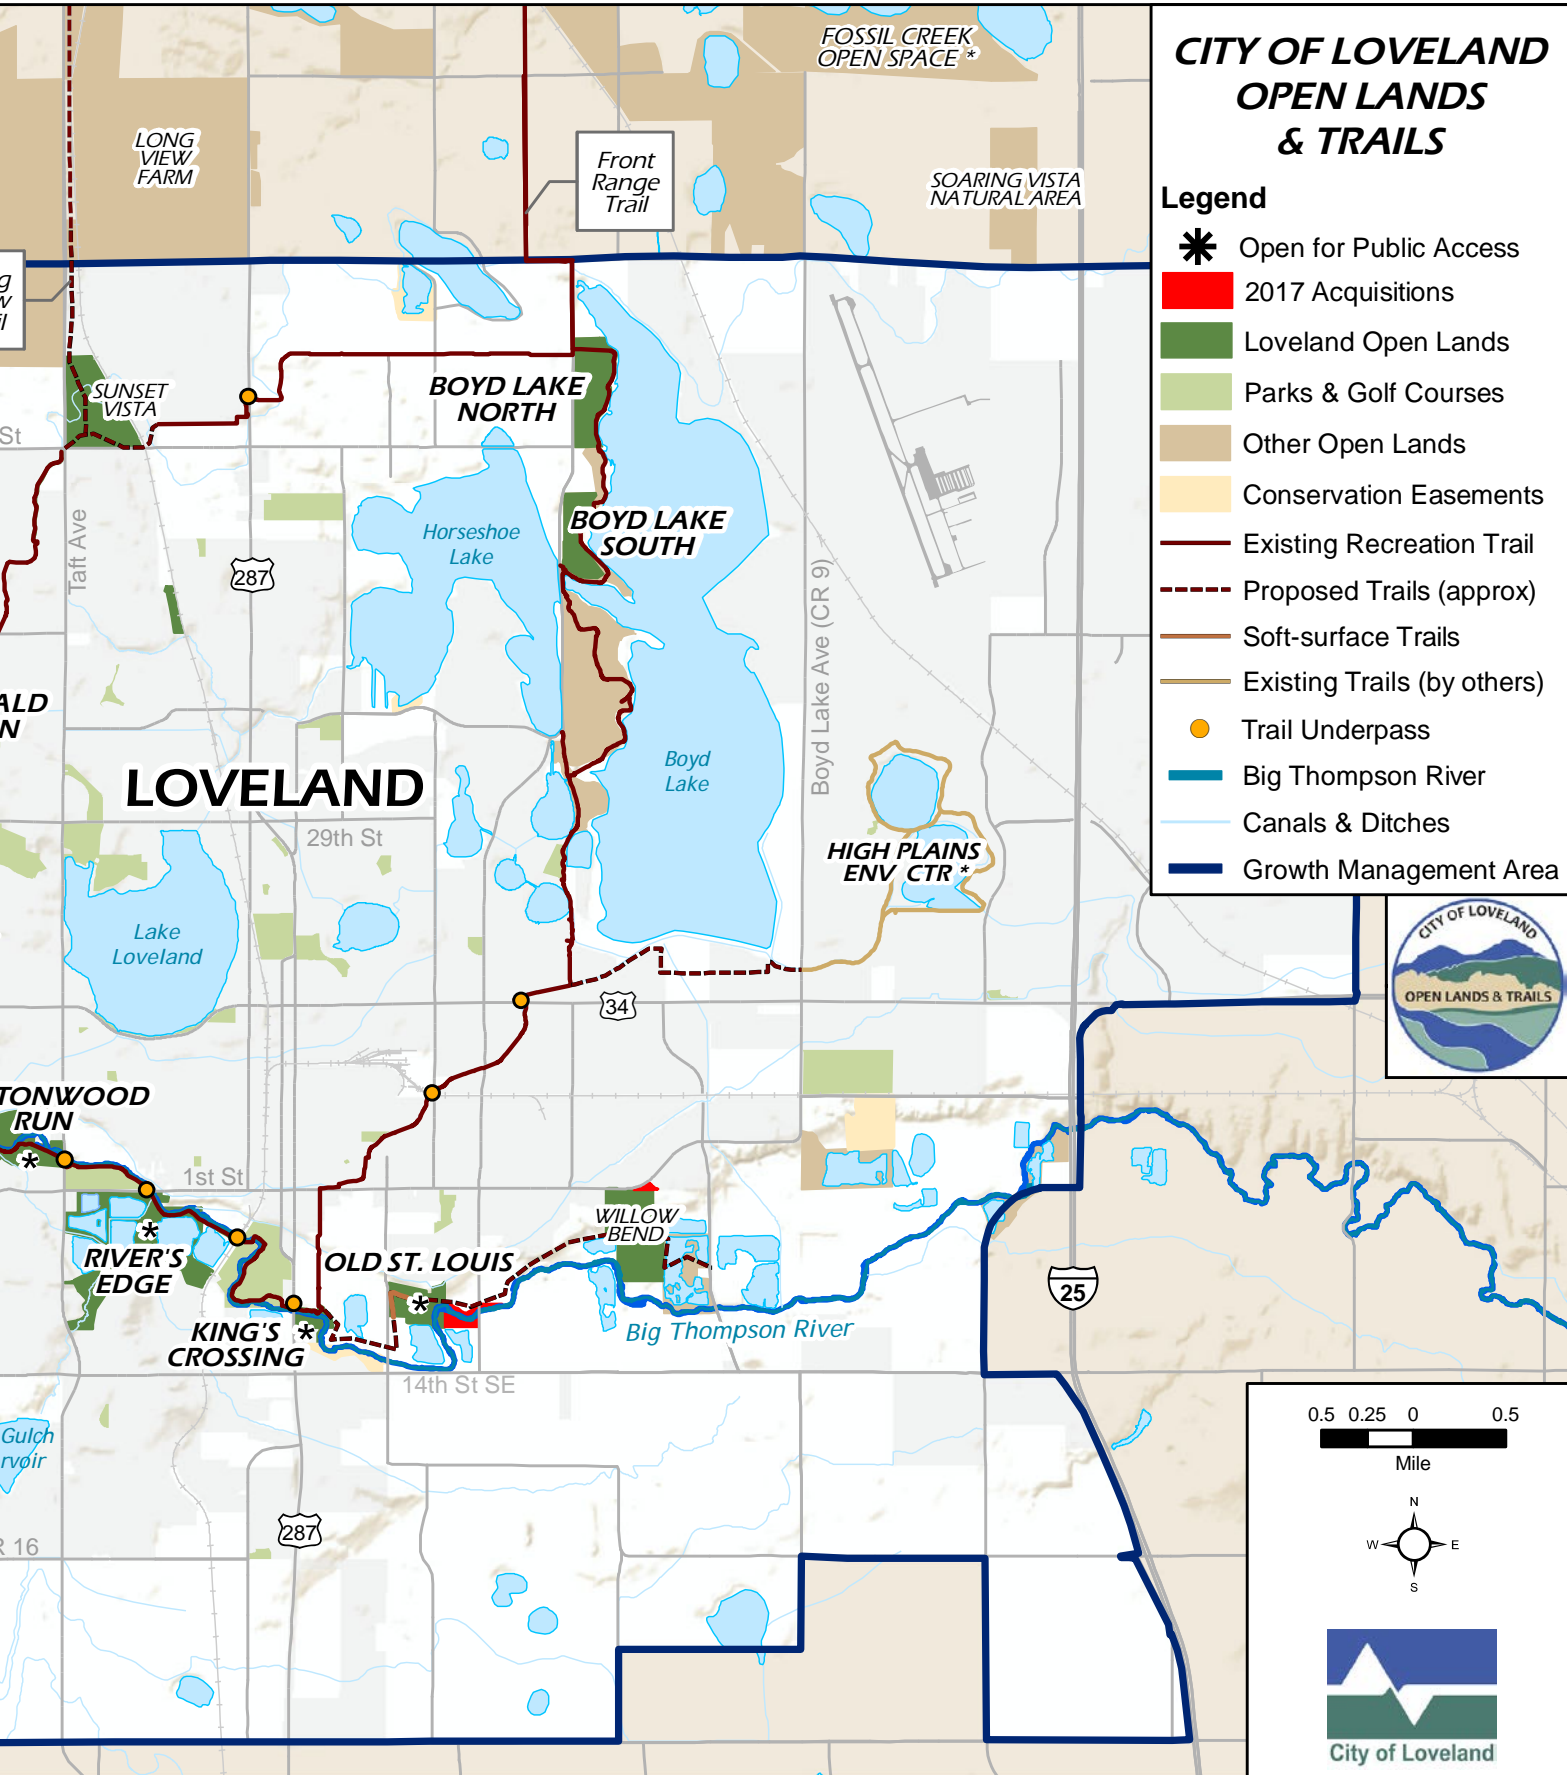 CITY OF LOVELAND
OPEN LANDS
& TRAILS
Legend
Open for Public Access
2017 Acquisitions
Loveland Open Lands
Parks & Golf Courses
Other Open Lands
Conservation Easements
Existing Recreation Trail
Proposed Trails (approx)
Soft-surface Trails
Existing Trails (by others)
Trail Underpass
Big Thompson River
Canals & Ditches
Growth Management Area
FOSSIL CREEK
OPEN SPACE *
LONG
VIEW
FARM
Front
Range
Trail
SOARING VISTA
NATURAL AREA
g
w
il
SUNSET
VISTA
St
BOYD LAKE
NORTH
Taft Ave
287
Horseshoe
Lake
BOYD LAKE
SOUTH
Boyd Lake Ave (CR 9)
ALD
N
LOVELAND
Boyd
Lake
29th St
HIGH PLAINS
ENV CTR *
Lake
Loveland
34
CITY OF LOVELAND
OPEN LANDS & TRAILS
TONWOOD
RUN
*
1st St
*
RIVER'S
EDGE
WILLOW
BEND
OLD ST. LOUIS
*
KING'S
CROSSING
*
Big Thompson River
25
14th St SE
Gulch
rvoir
287
R 16
0.5 0.25 0 0.5
Mile
N
W E
S
City of Loveland